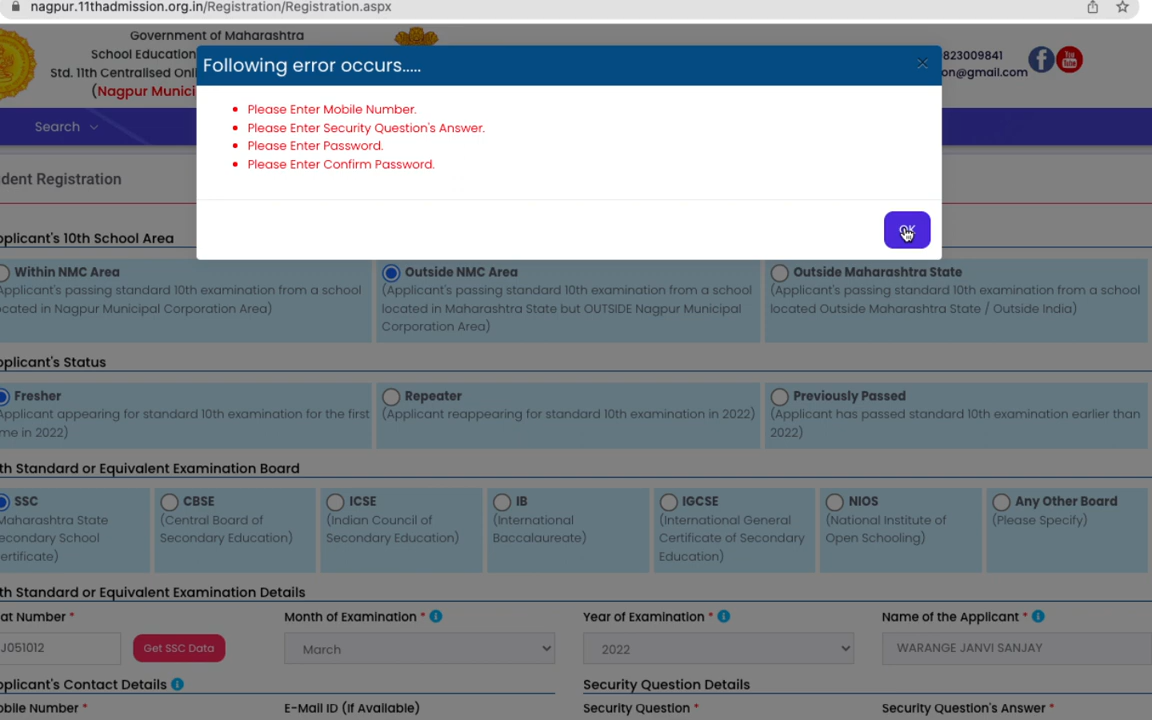 nagpur.11thadmission.org.in/Registration/Registration.aspx
Government of Maharashtra
School Education
Std. 11th Centralised Onl
(Nagpur Munici
823009841
on@gmail.com
Following error occurs.....
×
Please Enter Mobile Number.
Please Enter Security Question's Answer.
Please Enter Password.
Please Enter Confirm Password.
OK
Search
dent Registration
pplicant's 10th School Area
Within NMC Area
Applicant's passing standard 10th examination from a school
ocated in Nagpur Municipal Corporation Area)
Outside NMC Area
(Applicant's passing standard 10th examination from a school
located in Maharashtra State but OUTSIDE Nagpur Municipal
Corporation Area)
Outside Maharashtra State
(Applicant's passing standard 10th examination from a school
located Outside Maharashtra State / Outside India)
pplicant's Status
Fresher
Applicant appearing for standard 10th examination for the first
me in 2022)
Repeater
(Applicant reappearing for standard 10th examination in 2022)
Previously Passed
(Applicant has passed standard 10th examination earlier than
2022)
th Standard or Equivalent Examination Board
SSC
Maharashtra State
econdary School
ertificate)
CBSE
(Central Board of
Secondary Education)
ICSE
(Indian Council of
Secondary Education)
IB
(International
Baccalaureate)
IGCSE
(International General
Certificate of Secondary
Education)
NIOS
(National Institute of
Open Schooling)
Any Other Board
(Please Specify)
th Standard or Equivalent Examination Details
at Number *
J051012
Get SSC Data
Month of Examination *
March
Year of Examination *
2022
Name of the Applicant *
WARANGE JANVI SANJAY
pplicant's Contact Details
Security Question Details
obile Number *
E-Mail ID (If Available)
Security Question *
Security Question's Answer *